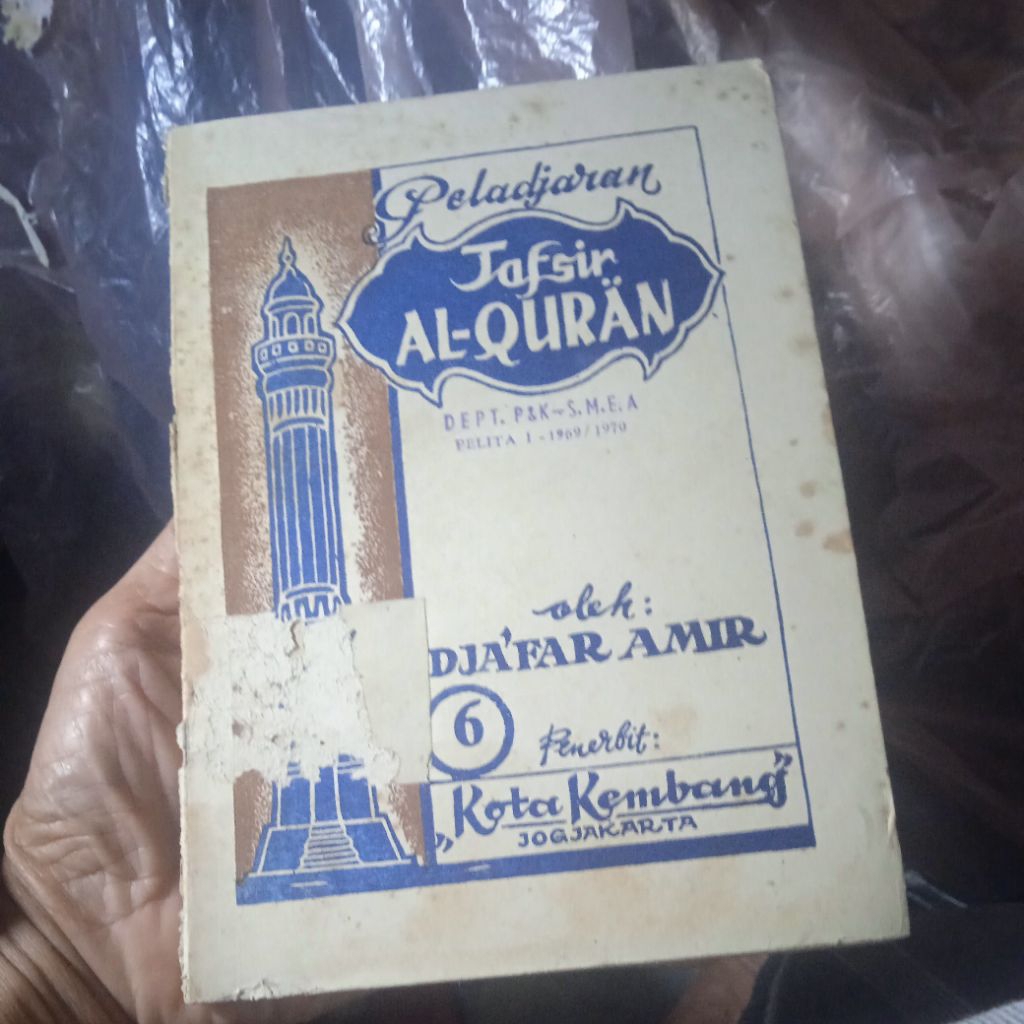 Peladjaran
Tafsir
AL-QURÄN
DEPT. P&K-S.M.E.A
PELITA I - 1969/1970
oleh:
DJA'FAR AMIR
6
Penerbit:
„Kota Kembang"
JOGJAKARTA